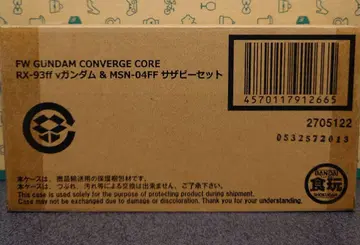 FW GUNDAM CONVERGE CORE
RX-93ff νガンダム & MSN-04FF サザビーセット
4570117912665
2705122
0532572013
本ケースは、商品輸送用の保護梱包材です。
本ケースは、つぶれ、汚れ等による交換は出来ません。ご了承下さい。
This case is used solely for the purpose of protecting product during shipment.
Case may not be exchanged due to damage or discoloration. Thank you for your understanding.
BANDAI
食玩